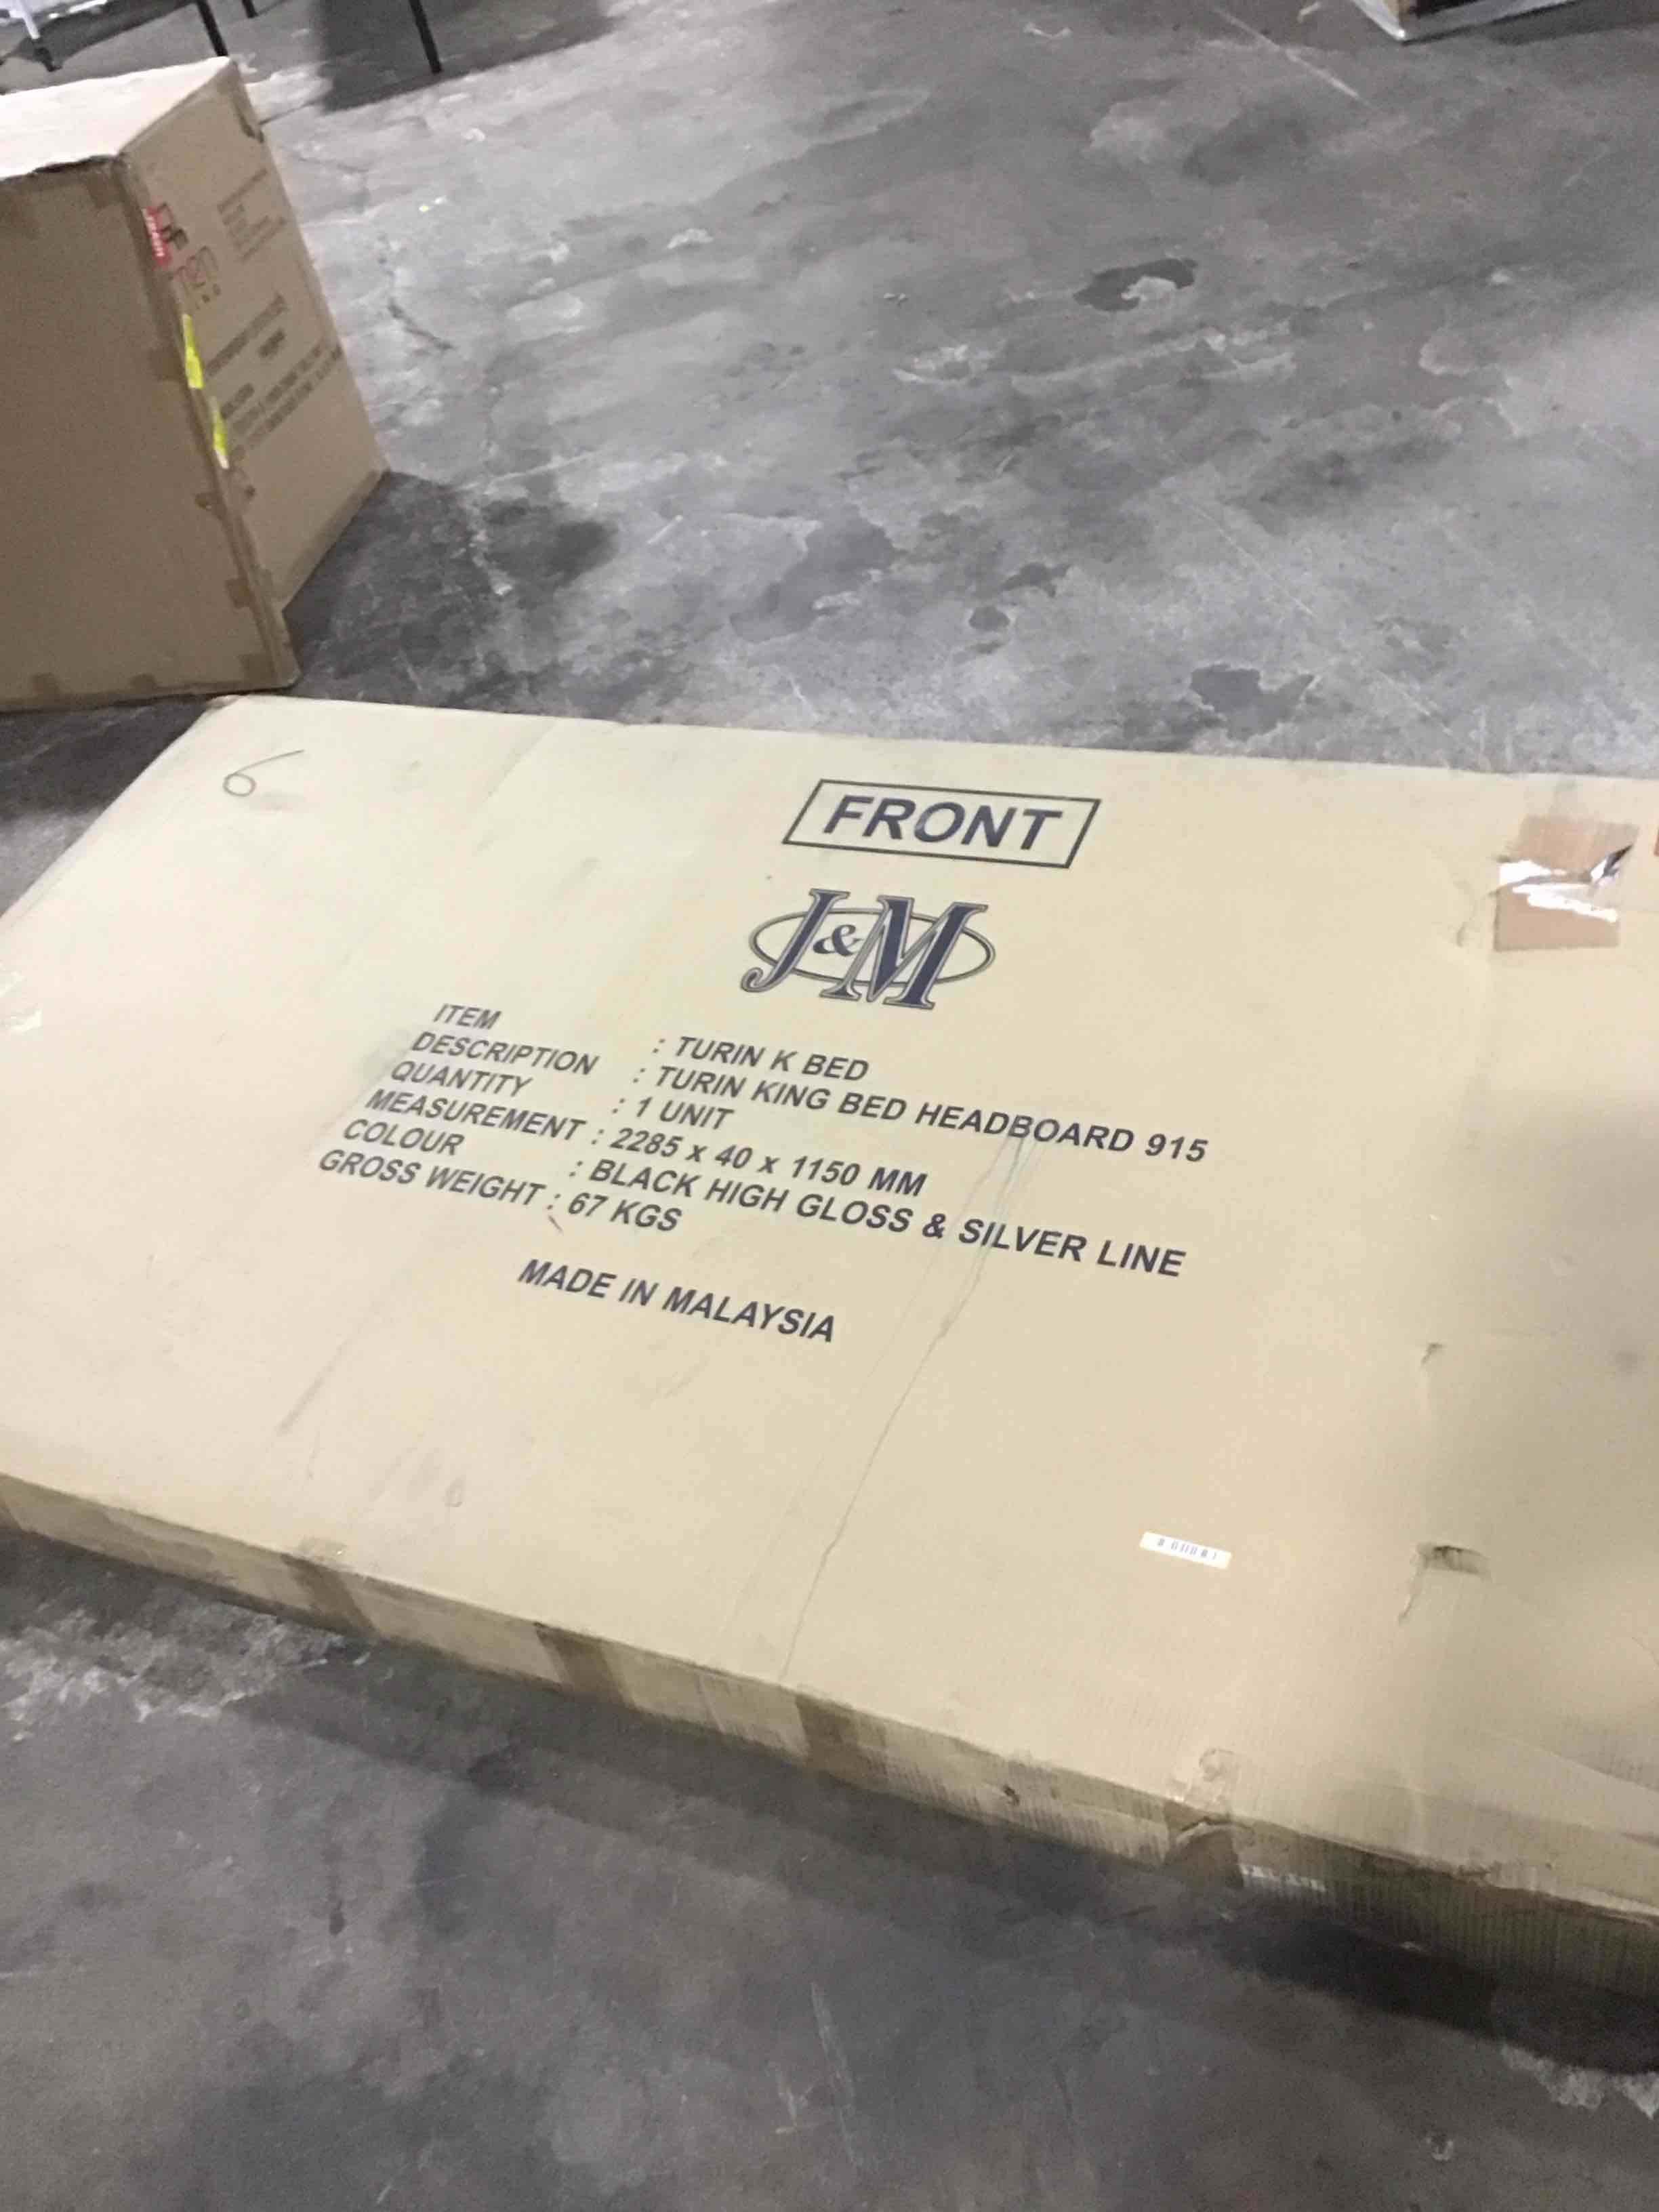 6
FRONT
J&M
ITEM : TURIN K BED
DESCRIPTION : TURIN KING BED HEADBOARD 915
QUANTITY : 1 UNIT
MEASUREMENT : 2285 x 40 x 1150 MM
COLOUR : BLACK HIGH GLOSS & SILVER LINE
GROSS WEIGHT : 67 KGS
MADE IN MALAYSIA